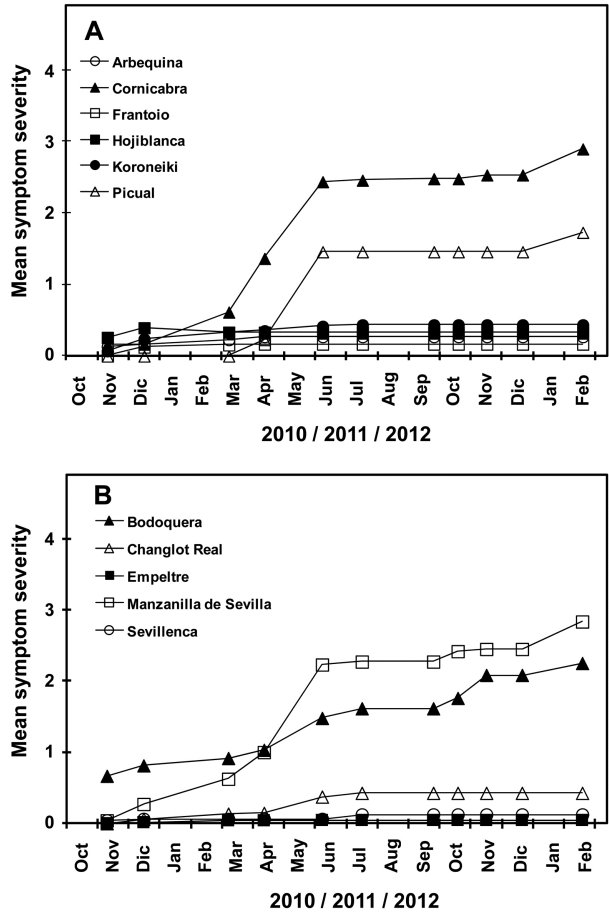 A
Arbequina
Cornicabra
Frantoio
Hojiblanca
Koroneiki
Picual
Mean symptom severity
4
3
2
1
0
Oct Nov Dic Jan Feb Mar Apr May Jun Jul Aug Sep Oct Nov Dic Jan Feb
2010 / 2011 / 2012
B
Bodoquera
Changlot Real
Empeltre
Manzanilla de Sevilla
Sevillenca
Mean symptom severity
4
3
2
1
0
Oct Nov Dic Jan Feb Mar Apr May Jun Jul Aug Sep Oct Nov Dic Jan Feb
2010 / 2011 / 2012